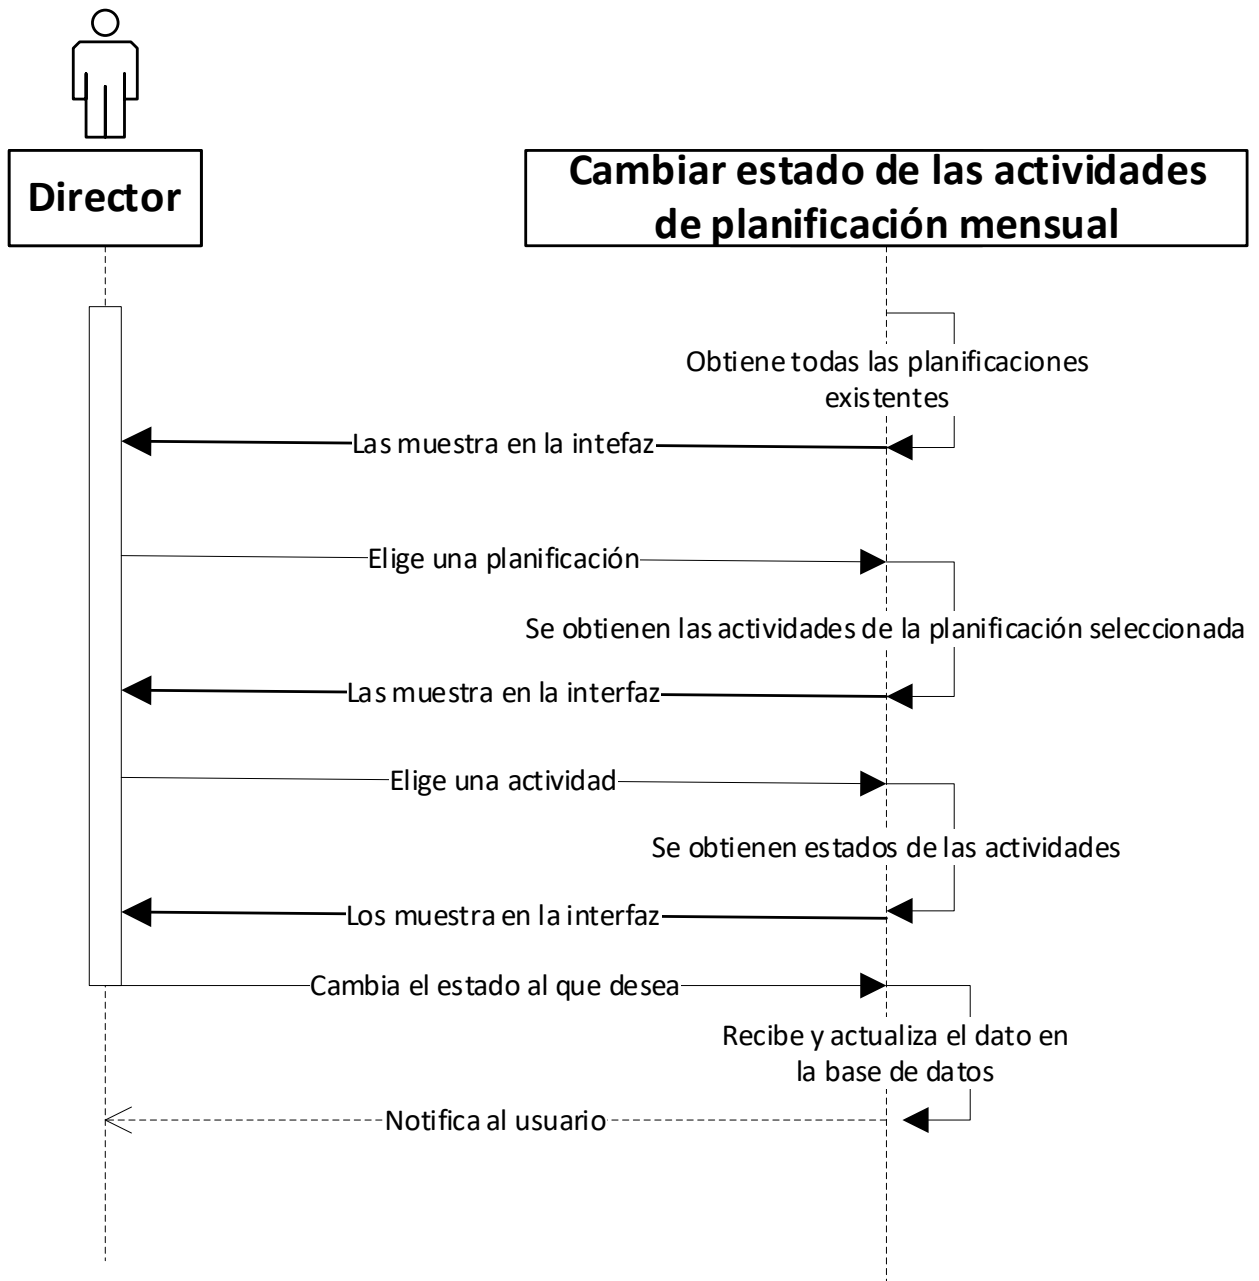 Director
Cambiar estado de las actividades
de planificación mensual
Obtiene todas las planificaciones
existentes
Las muestra en la intefaz
Elige una planificación
Se obtienen las actividades de la planificación seleccionada
Las muestra en la interfaz
Elige una actividad
Se obtienen estados de las actividades
Los muestra en la interfaz
Cambia el estado al que desea
Recibe y actualiza el dato en
la base de datos
Notifica al usuario